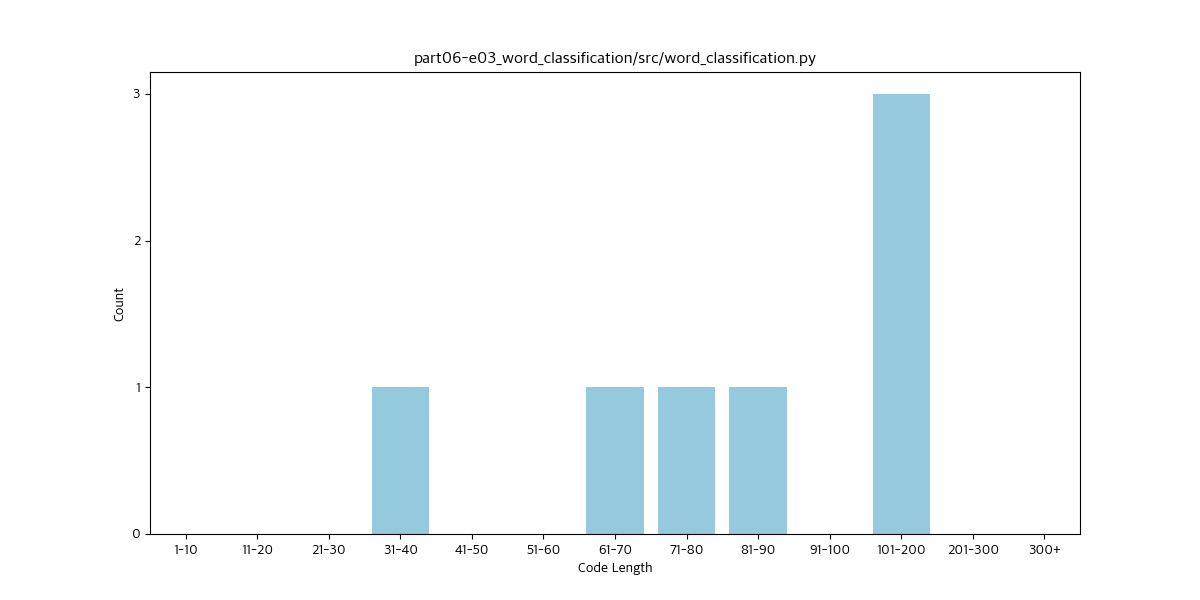 part06-e03_word_classification/src/word_classification.py
Count
3
2
1
0
1-10 11-20 21-30 31-40 41-50 51-60 61-70 71-80 81-90 91-100 101-200 201-300 300+
Code Length